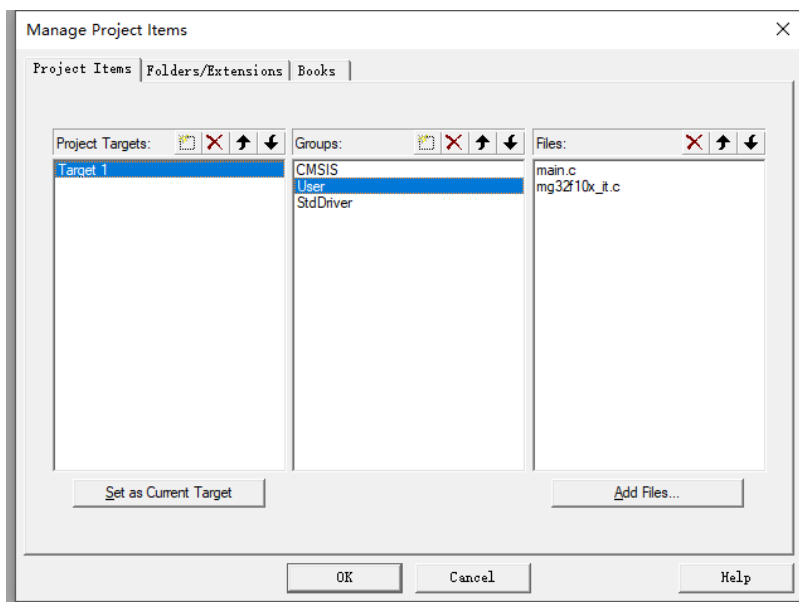 Manage Project Items
Project Items Folders/Extensions Books
Project Targets: Groups: Files:
Target 1
CMSIS
User
StdDriver
main.c
mg32f10x_it.c
Set as Current Target Add Files...
OK Cancel Help